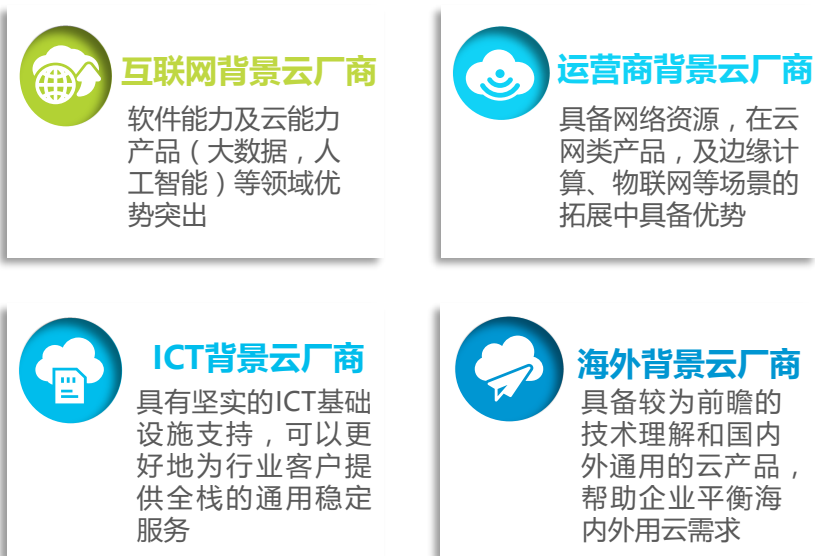 互联网背景云厂商
软件能力及云能力
产品（大数据，人
工智能）等领域优
势突出
运营商背景云厂商
具备网络资源，在云
网类产品，及边缘计
算、物联网等场景的
拓展中具备优势
ICT背景云厂商
具有坚实的ICT基础
设施支持，可以更
好地为行业客户提
供全栈的通用稳定
服务
海外背景云厂商
具备较为前瞻的
技术理解和国内
外通用的云产品，
帮助企业平衡海
内外用云需求